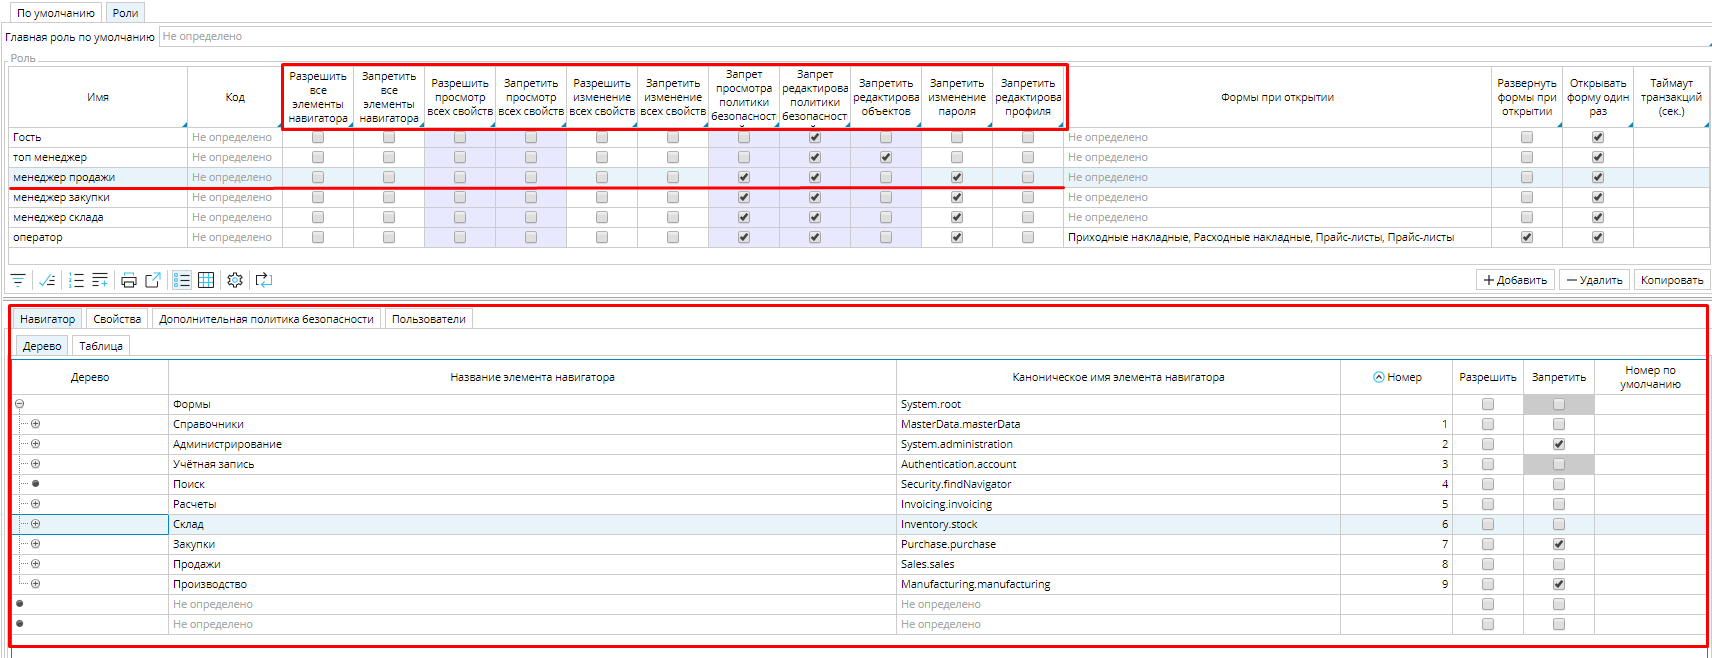 По умолчанию Роли
Главная роль по умолчанию Не определено
Роль
Имя Код Разрешить все элементы навигатора Запретить все элементы навигатора Разрешить просмотр всех свойств Запретить просмотр всех свойств Разрешить изменение всех свойств Запретить изменение всех свойств Запрет просмотра политики безопасност Запрет редактирова политики безопасност Запретить редактирова объектов Запретить изменение пароля Запретить редактирова профиля Формы при открытии Развернуть формы при открытии Открывать форму один раз Таймаут транзакций (сек.)
Гость Не определено Не определено
топ менеджер Не определено Не определено
менеджер продажи Не определено Не определено
менеджер закупки Не определено Не определено
менеджер склада Не определено Не определено
оператор Не определено Приходные накладные, Расходные накладные, Прайс-листы, Прайс-листы
Добавить Удалить Копировать
Навигатор Свойства Дополнительная политика безопасности Пользователи
Дерево Таблица
Дерево Название элемента навигатора Каноническое имя элемента навигатора Номер Разрешить Запретить Номер по умолчанию
Формы System.root
Справочники MasterData.masterData 1
Администрирование System.administration 2
Учётная запись Authentication.account 3
Поиск Security.findNavigator 4
Расчеты Invoicing.invoicing 5
Склад Inventory.stock 6
Закупки Purchase.purchase 7
Продажи Sales.sales 8
Производство Manufacturing.manufacturing 9
Не определено Не определено
Не определено Не определено